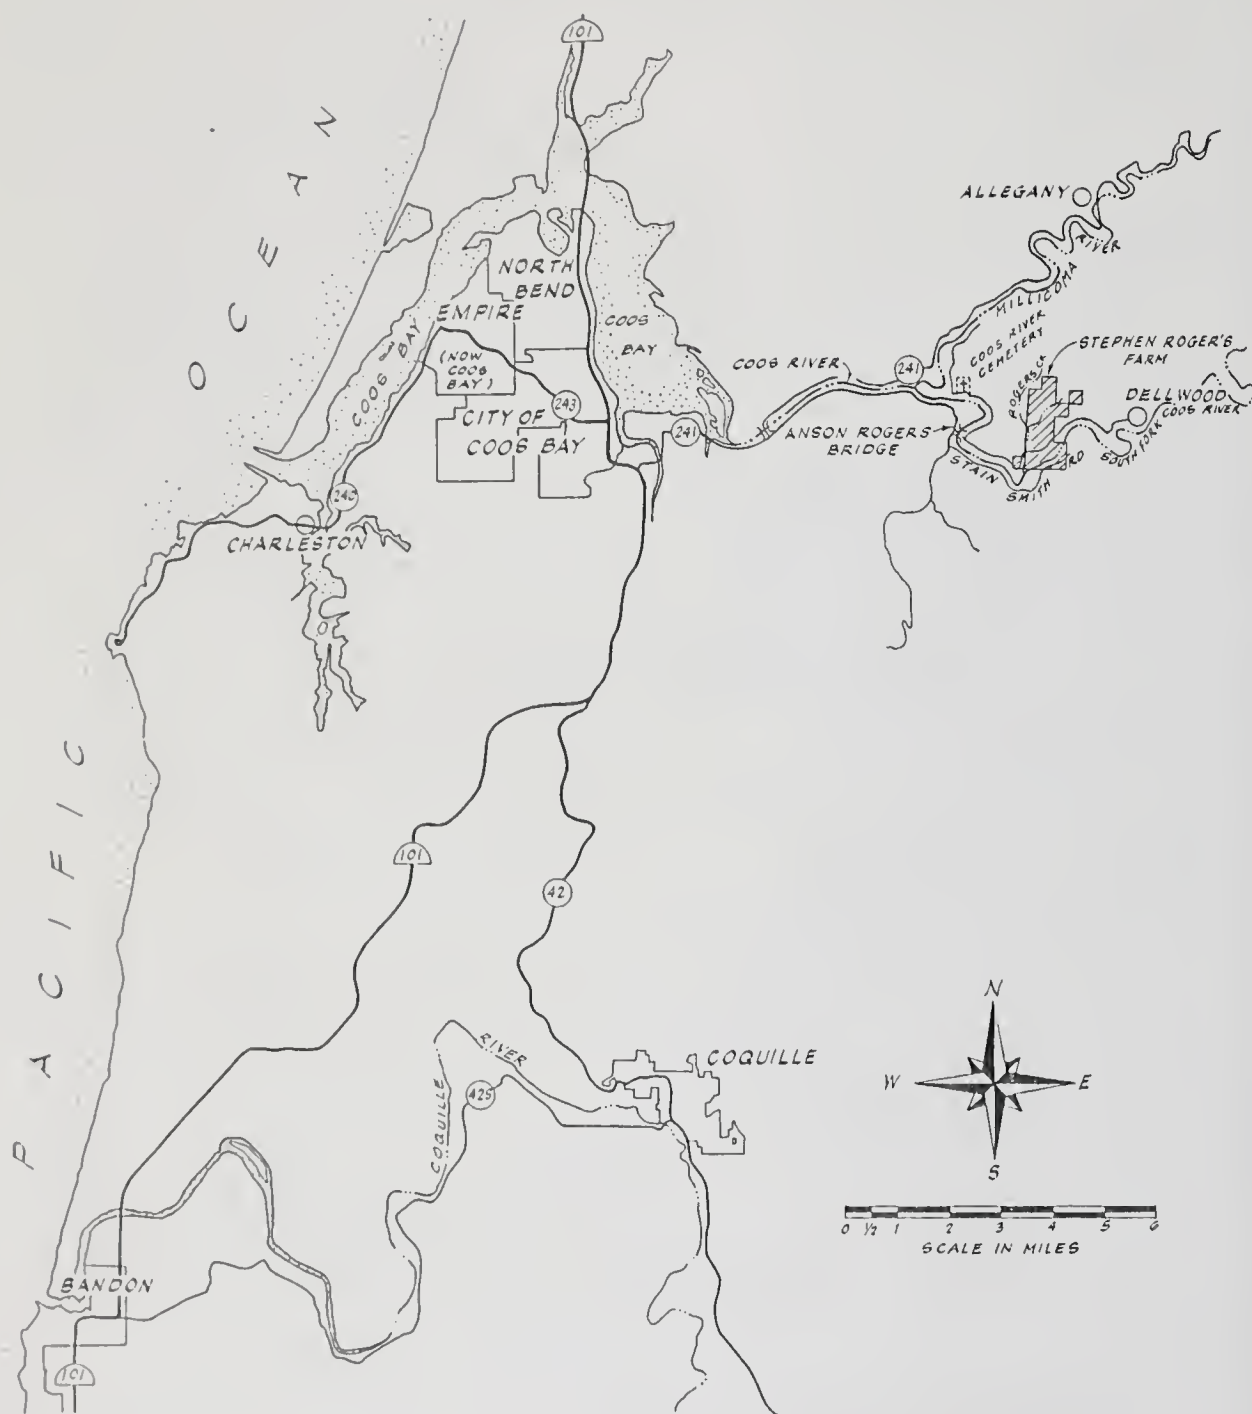 101
PACIFIC OCEAN
ALLEGANY
MILLICOMA RIVER
NORTH
BEND
EMPIRE
(NOW
COOS
BAY)
COOS BAY
COOS
BAY
COOS RIVER
241
COOS RIVER
CEMETERY
ROGERS CK
STEPHEN ROGER'S
FARM
DELLWOOD
COOS RIVER
SOUTH FORK
243
CITY OF
COOS BAY
241
ANSON ROGERS
BRIDGE
STAIN SMITH RD
240
CHARLESTON
101
42
N
W E
S
COQUILLE
COQUILLE RIVER
42S
0 ½ 1 2 3 4 5 6
SCALE IN MILES
BANDON
101